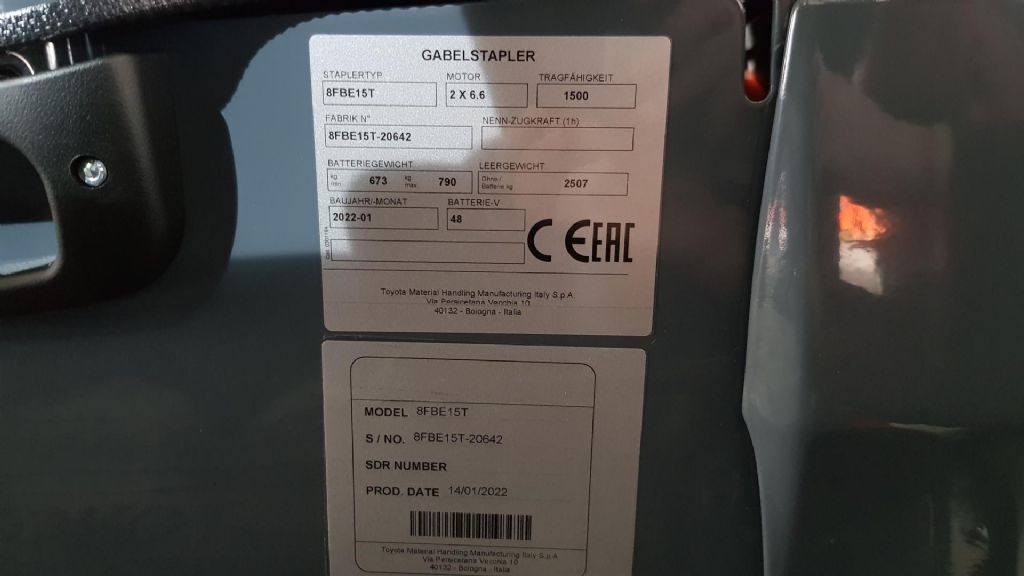 GABELSTAPLER
STAPLERTYP MOTOR TRAGFÄHIGKEIT
8FBE15T 2 X 6.6 1500
FABRIK N° NENN-ZUGKRAFT (1h)
8FBE15T-20642
BATTERIEGEWICHT LEERGEWICHT
kg min 673 kg max. 790 Ohne / Batterie kg 2507
BAUJAHR/-MONAT BATTERIE-V
2022-01 48
CE EAC
Toyota Material Handling Manufacturing Italy S.p.A.
Via Persicetana Vecchia 10
40132 - Bologna - Italia
MODEL 8FBE15T
S / NO. 8FBE15T-20642
SDR NUMBER
PROD. DATE 14/01/2022
Toyota Material Handling Manufacturing Italy S.p.A
Via Persicetana Vecchia 10
40132 - Bologna - Italia